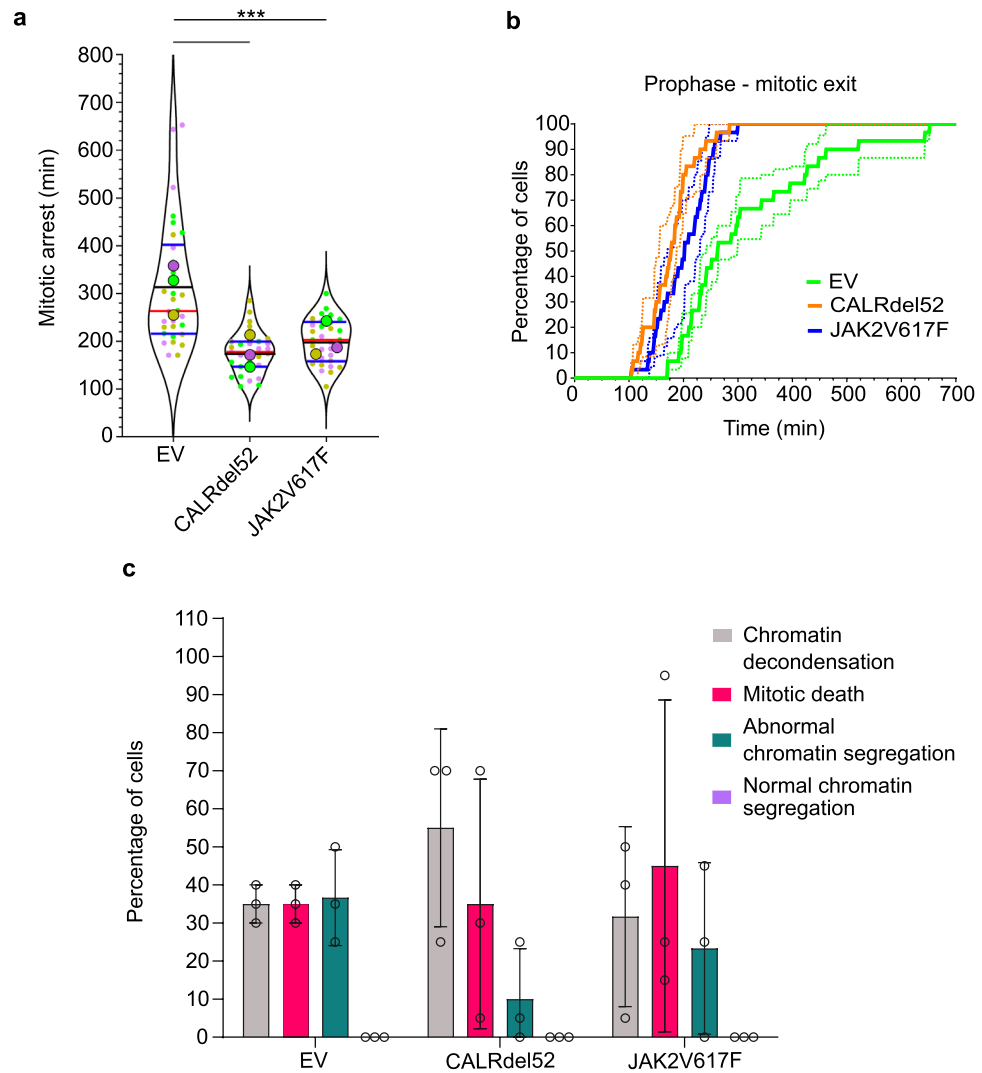 a
***
Mitotic arrest (min)
800
700
600
500
400
300
200
100
0
EV
CALRdel52
JAK2V617F
b
Prophase - mitotic exit
Percentage of cells
100
90
80
70
60
50
40
30
20
10
0
0 100 200 300 400 500 600 700
Time (min)
EV
CALRdel52
JAK2V617F
c
Percentage of cells
110
100
90
80
70
60
50
40
30
20
10
0
EV CALRdel52 JAK2V617F
Chromatin
decondensation
Mitotic death
Abnormal
chromatin segregation
Normal chromatin
segregation